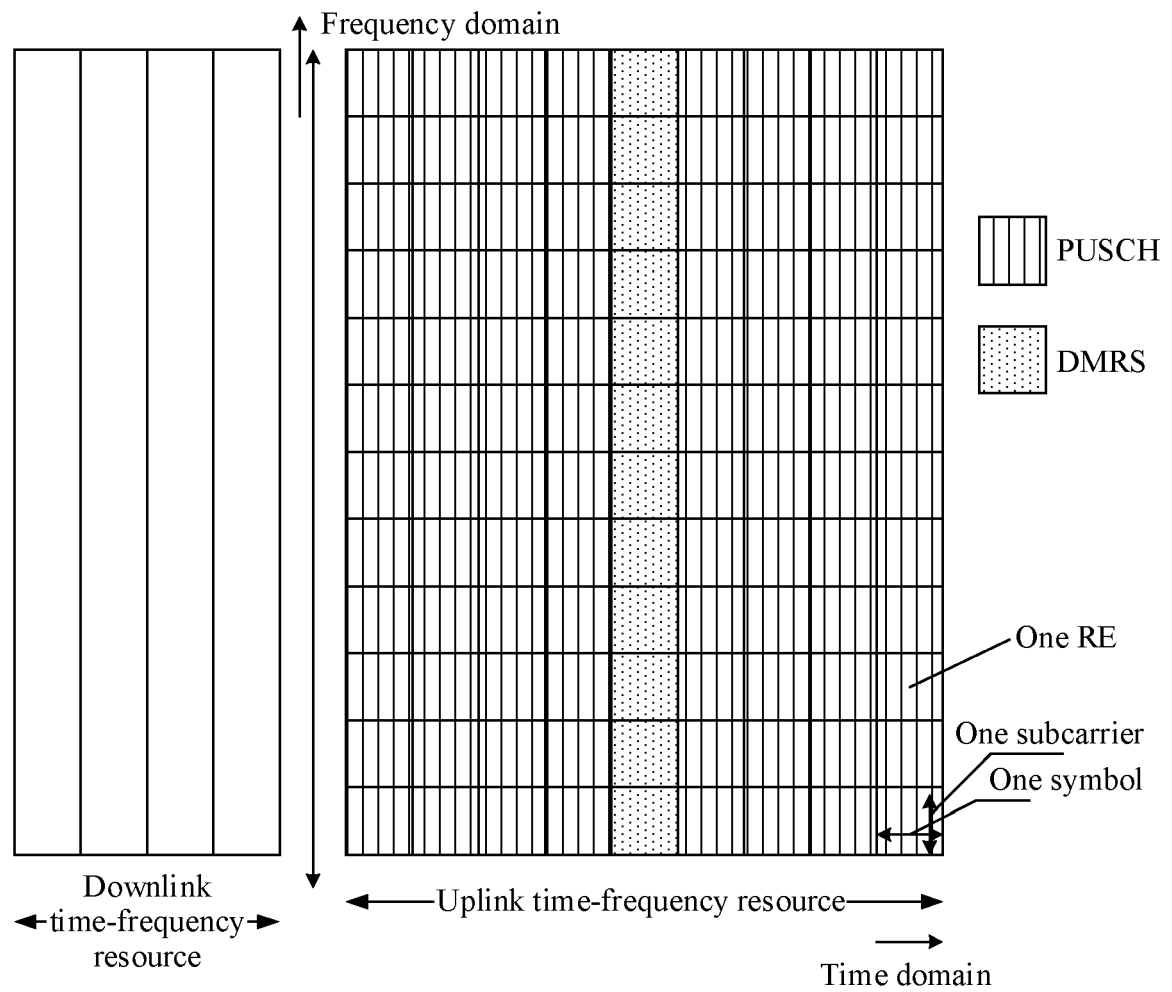 Frequency domain
PUSCH
DMRS
One RE
One subcarrier
One symbol
Downlink
time-frequency
resource
Uplink time-frequency resource
Time domain